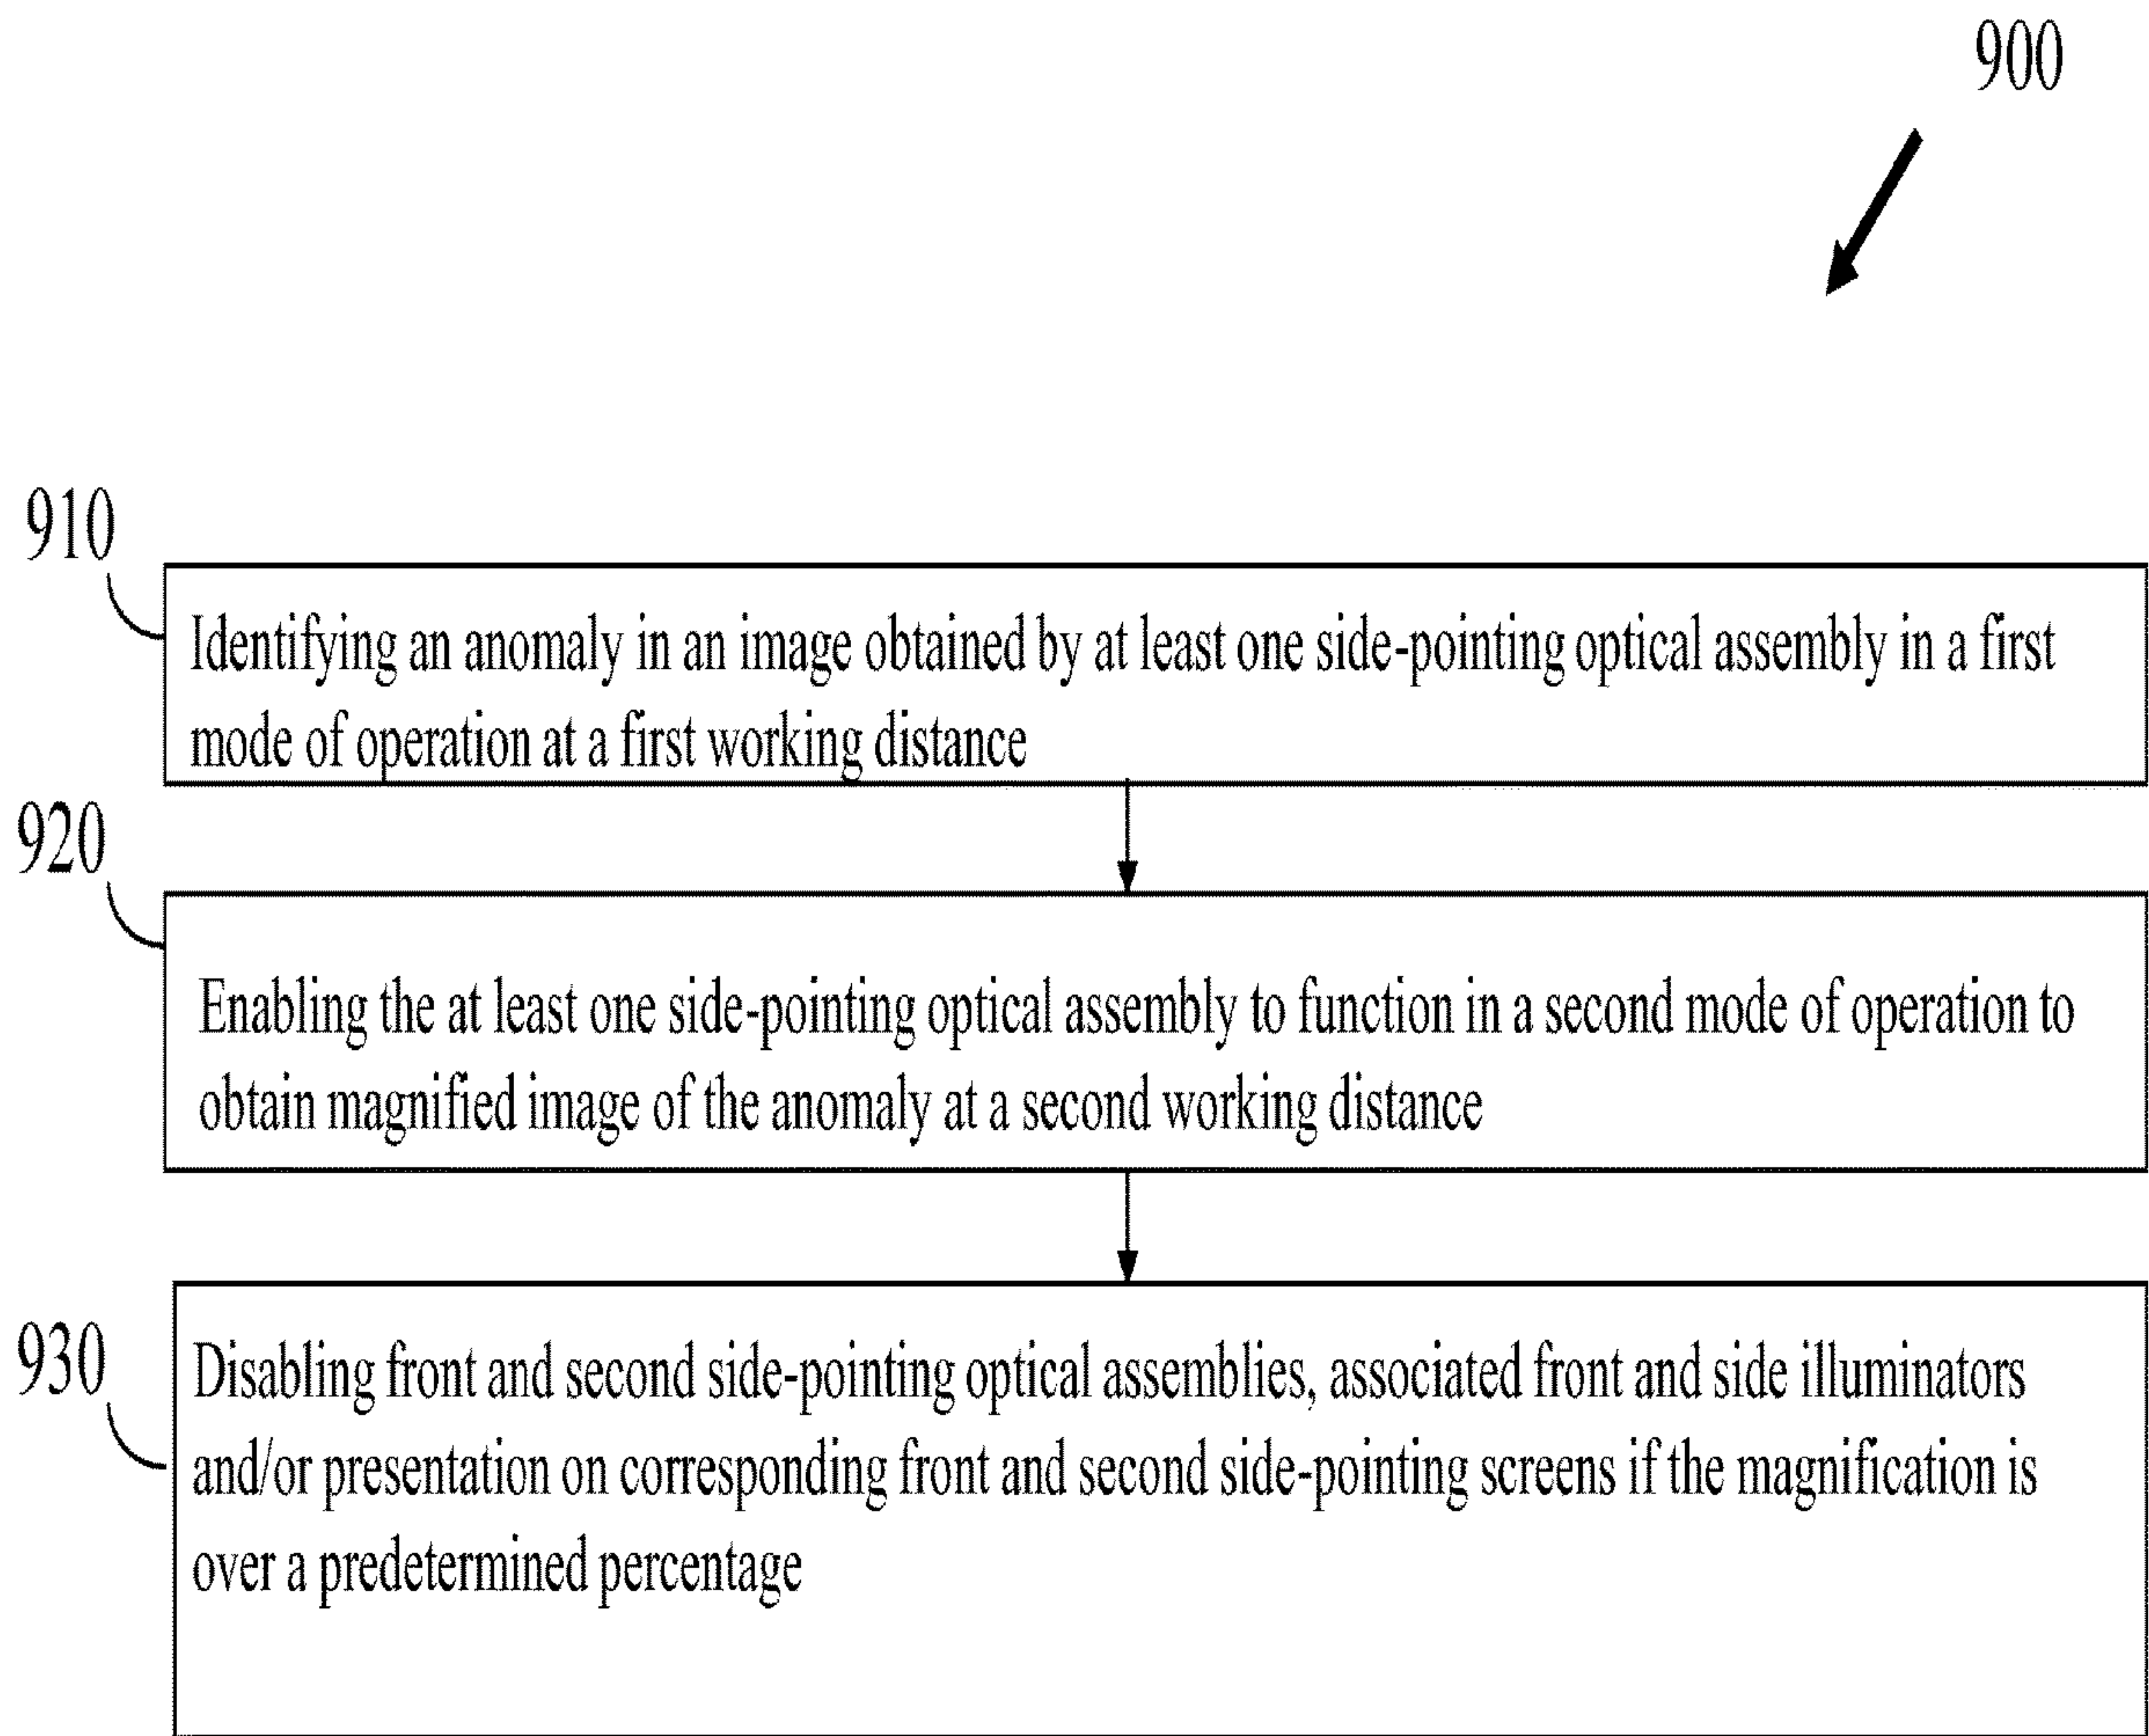 900
910
Identifying an anomaly in an image obtained by at least one side-pointing optical assembly in a first
mode of operation at a first working distance
920
Enabling the at least one side-pointing optical assembly to function in a second mode of operation to
obtain magnified image of the anomaly at a second working distance
930
Disabling front and second side-pointing optical assemblies, associated front and side illuminators
and/or presentation on corresponding front and second side-pointing screens if the magnification is
over a predetermined percentage